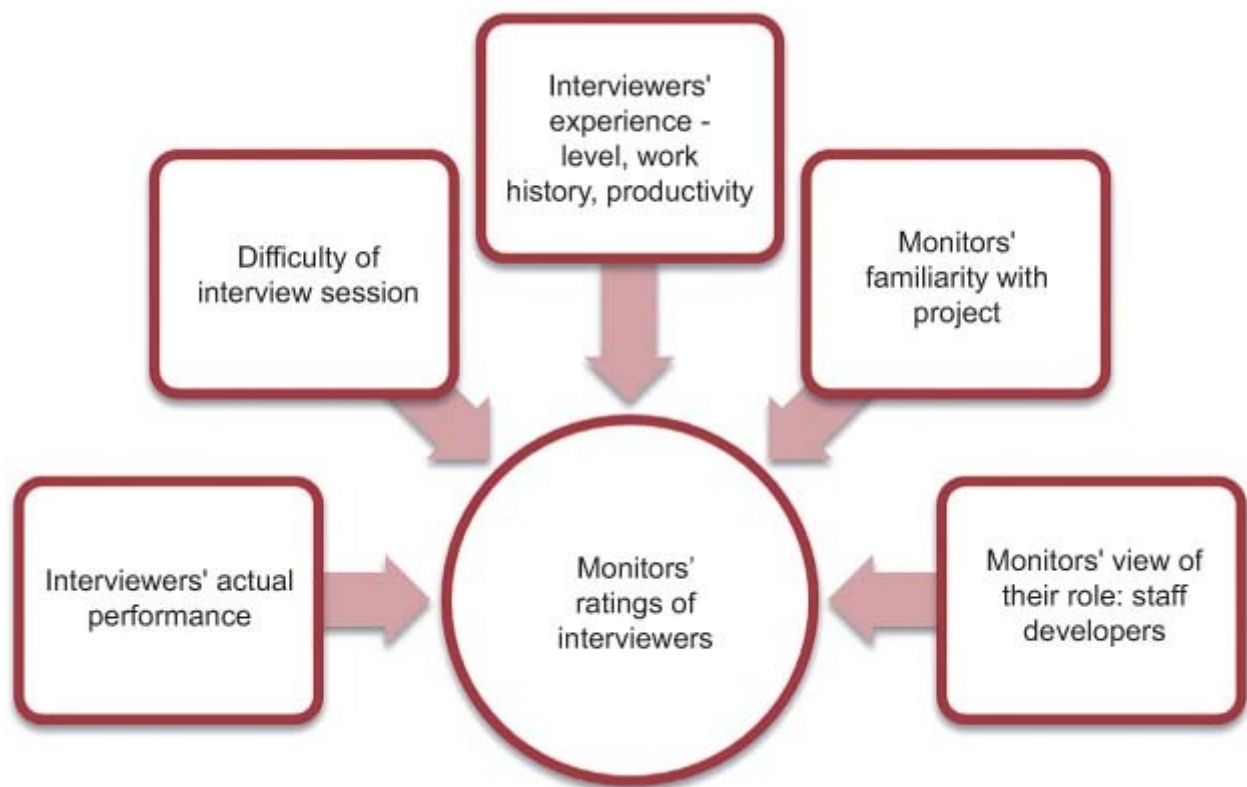 Interviewers'
experience -
level, work
history, productivity
Difficulty of
interview session
Monitors'
familiarity with
project
Interviewers' actual
performance
Monitors’
ratings of
interviewers
Monitors' view of
their role: staff
developers